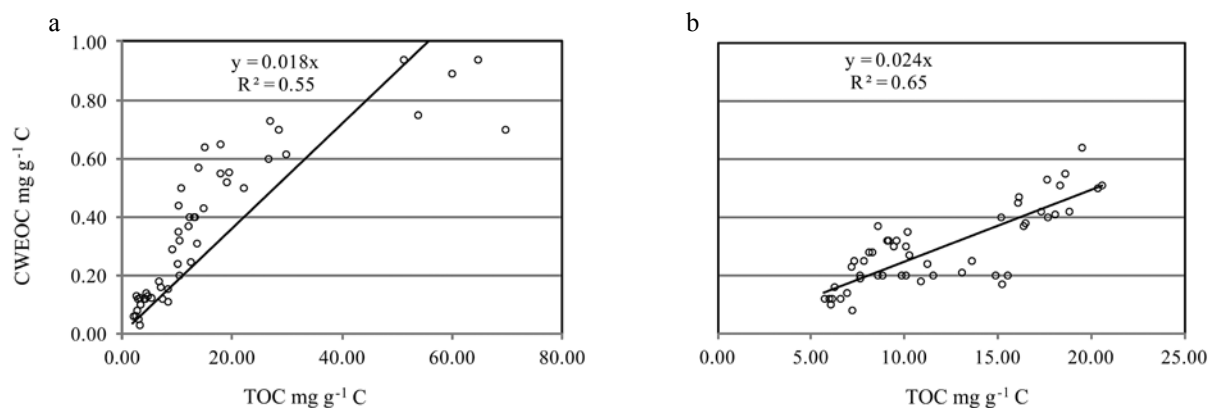 a
b
1.00
0.80
0.60
0.40
0.20
0.00
CWEOC mg g⁻¹ C
y = 0.018x
R² = 0.55
0.00 20.00 40.00 60.00 80.00
TOC mg g⁻¹ C
y = 0.024x
R² = 0.65
0.00 5.00 10.00 15.00 20.00 25.00
TOC mg g⁻¹ C